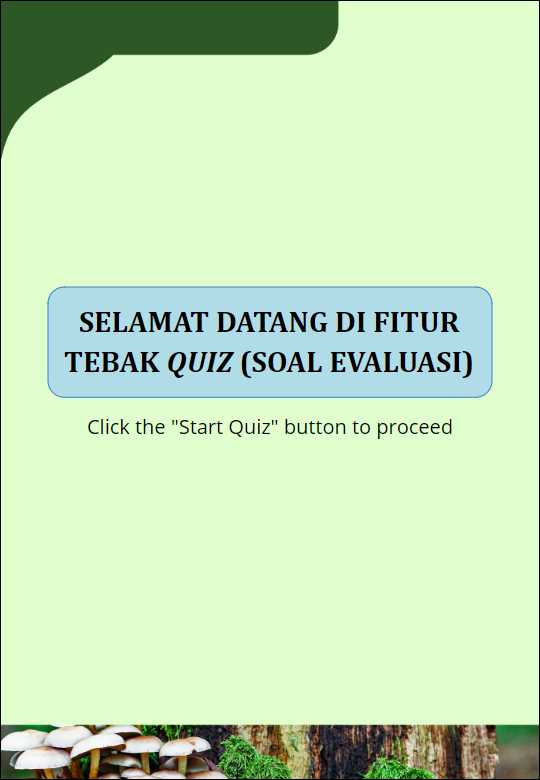 SELAMAT DATANG DI FITUR
TEBAK QUIZ (SOAL EVALUASI)
Click the "Start Quiz" button to proceed